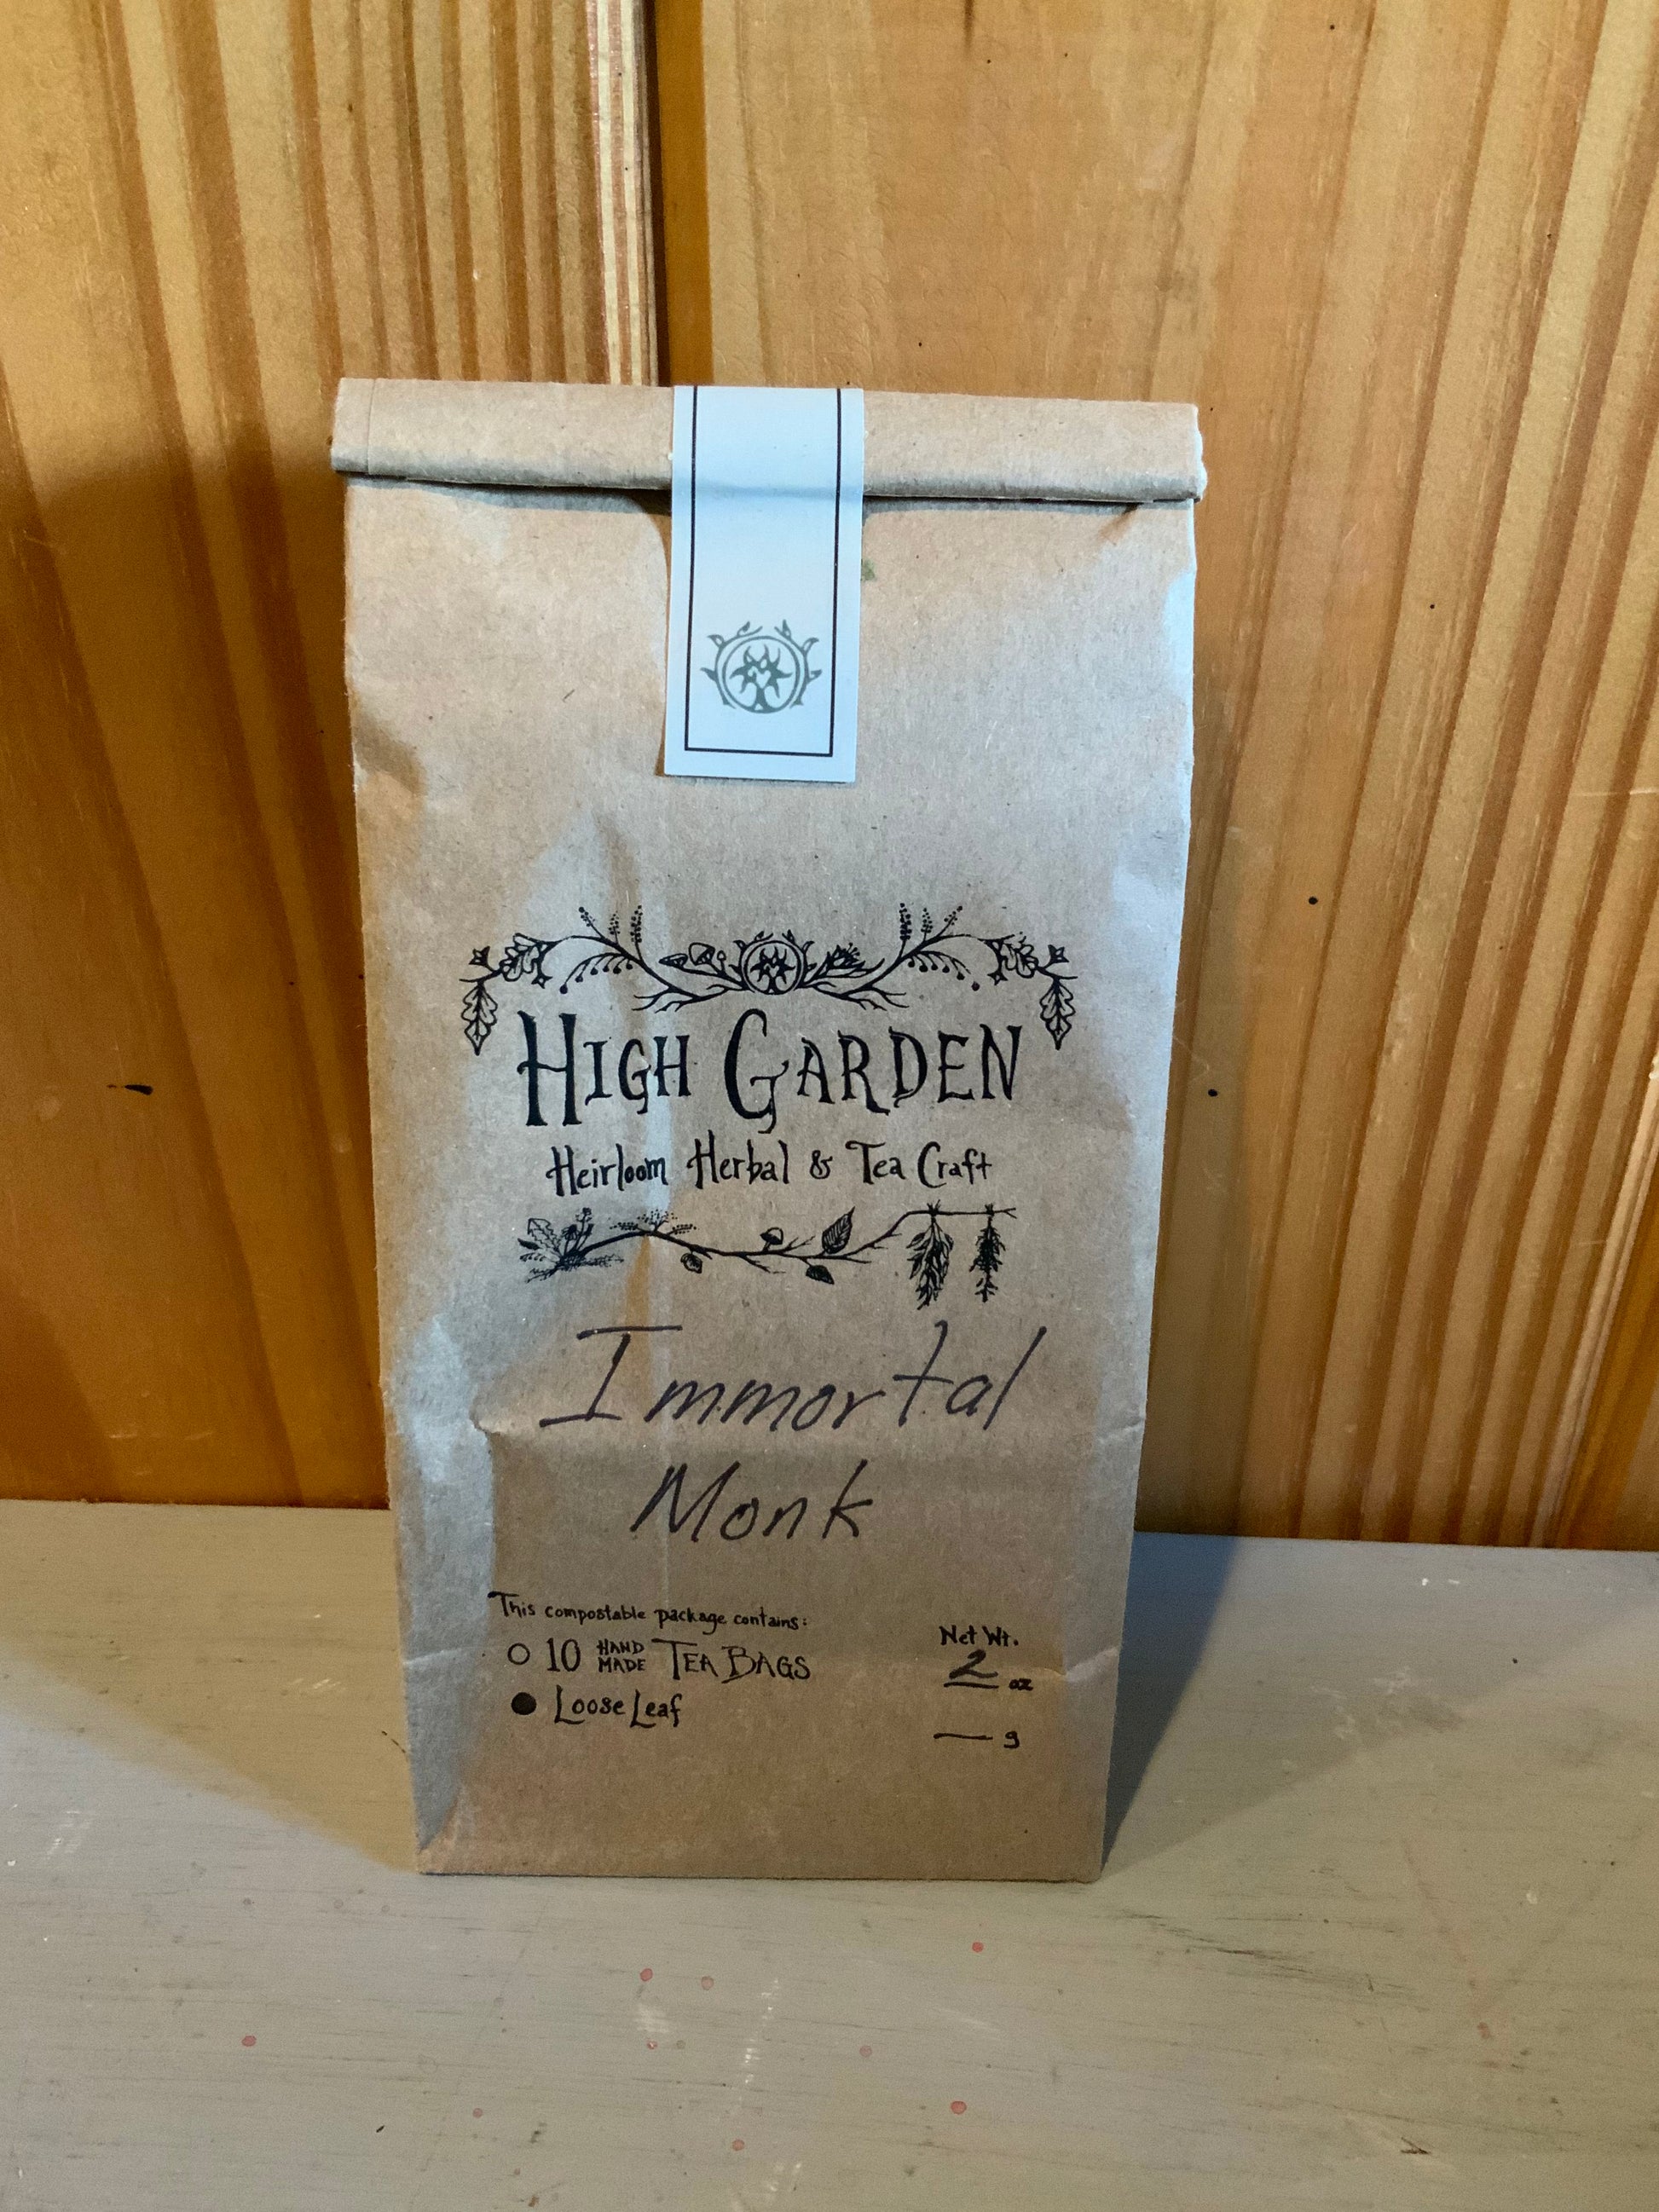 HIGH GARDEN
Heirloom Herbal & Tea Craft
Immortal
Monk
This compostable package contains:
10 HAND MADE TEA BAGS
Loose Leaf
Net Wt.
2 oz
g